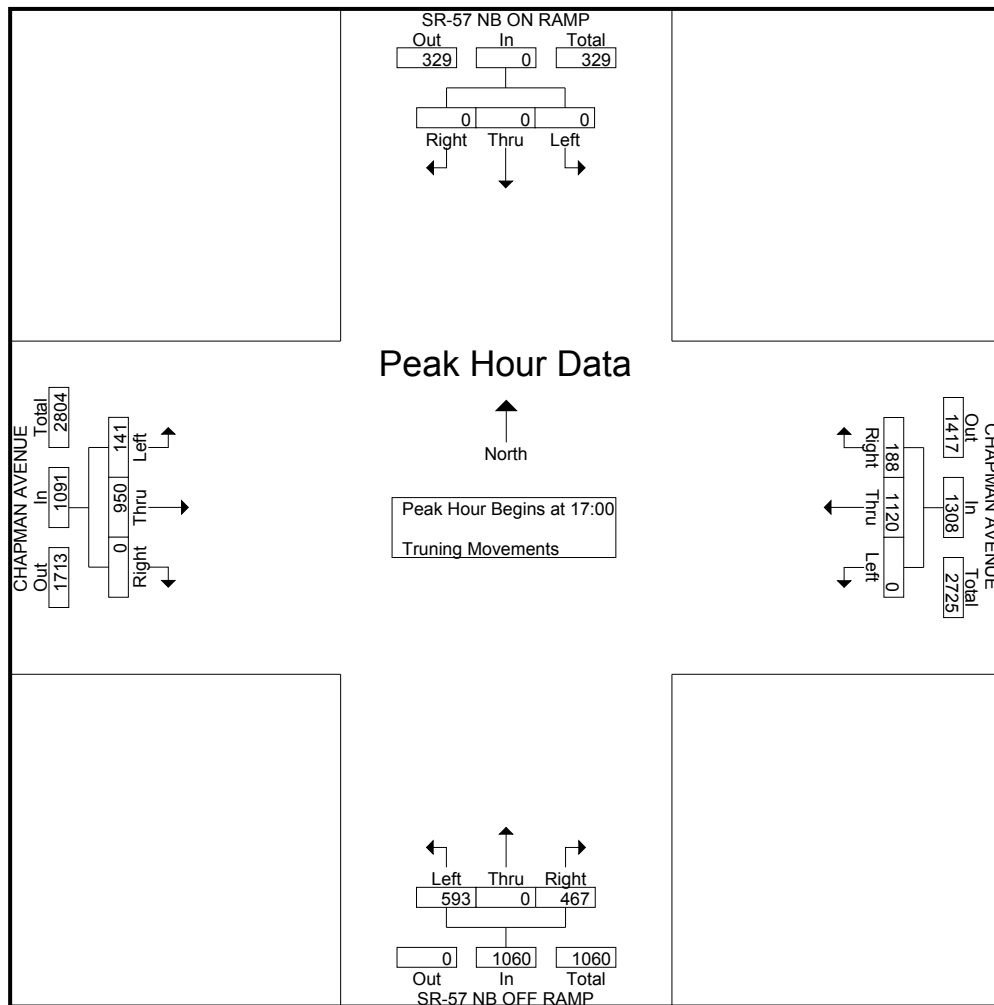 SR-57 NB ON RAMP
Out In Total
329 0 329
0 0 0
Right Thru Left
Peak Hour Data
North
Peak Hour Begins at 17:00
Truning Movements
CHAPMAN AVENUE
Out In Total
1713 1091 2804
0 950 141
Right Thru Left
CHAPMAN AVENUE
Out In Total
1417 1308 2725
188 1120 0
Right Thru Left
Left Thru Right
593 0 467
0 1060 1060
Out In Total
SR-57 NB OFF RAMP